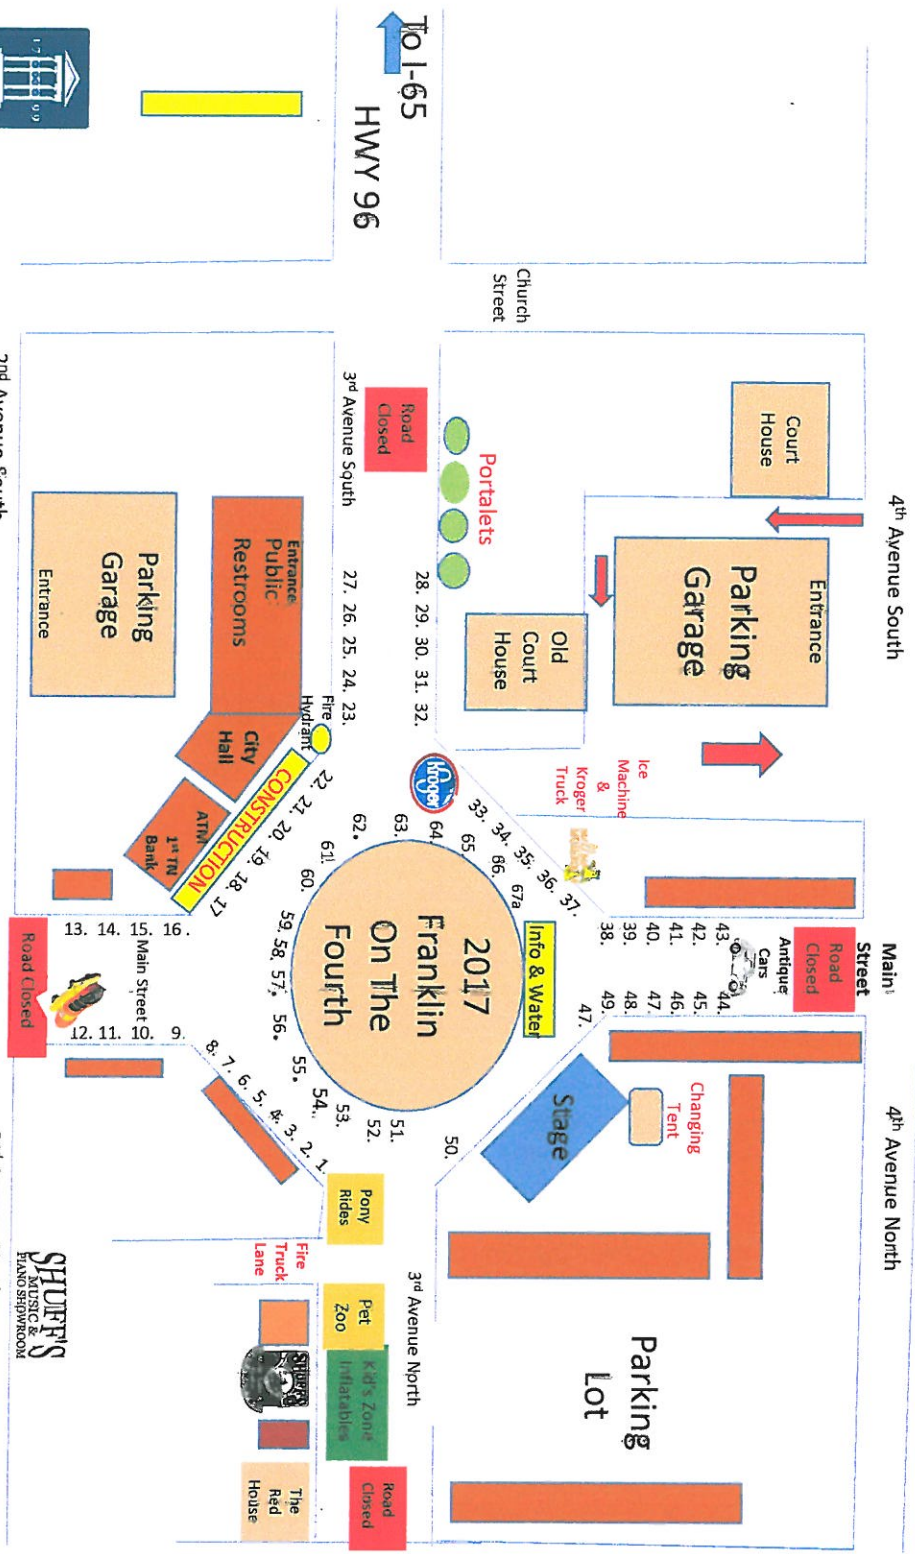 4th Avenue South
4th Avenue North
Court
House
Entrance
Parking
Garage
Main
Street
Road
Closed
Antique
Cars
Church
Street
Portalets
Old
Court
House
Ice
Machine
&
Kroger
Truck
43.
42.
41.
40.
39.
38.
44.
45.
46.
47.
48.
49.
47.
Changing
Tent
Stage
Parking
Lot
To I-65
HWY 96
Road
Closed
3rd Avenue South
28. 29. 30. 31. 32.
27. 26. 25. 24. 23.
Kroger
33. 34. 35. 36. 37.
Info & Water
2017
Franklin
On The
Fourth
62.
63.
64.
65.
66.
67a
61.
60.
59. 58. 57. 56.
55.
54.
53.
52.
51.
50.
3rd Avenue North
Entrance
Public
Restrooms
Fire
Hydrant
City
Hall
CONSTRUCTION
22. 21. 20. 19. 18. 17
ATM
1st TN
Bank
Pony
Rides
Pet
Zoo
Kid's Zone
Inflatables
Road
Closed
8. 7. 6. 5. 4. 3. 2. 1.
Fire
Truck
Lane
SHUFF'S
The
Red
House
Parking
Garage
Entrance
13. 14. 15. 16.
Main Street
12. 11. 10. 9.
Road Closed
1799
2nd Avenue South
SHUFF'S
MUSIC &
PIANO SHOWROOM